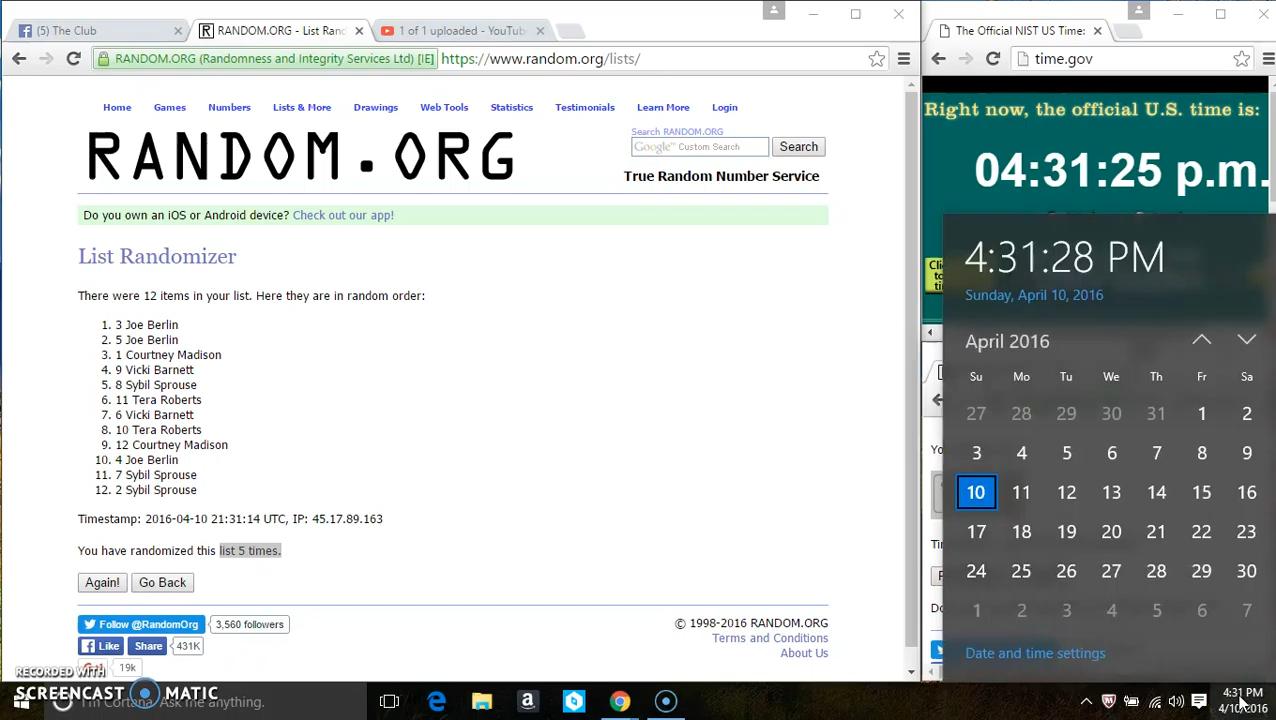 (5) The Club
RANDOM.ORG - List Ran
1 of 1 uploaded - YouTub
The Official NIST US Time:
RANDOM.ORG (Randomness and Integrity Services Ltd) [IE]
https://www.random.org/lists/
time.gov
Home Games Numbers Lists & More Drawings Web Tools Statistics Testimonials Learn More Login
RANDOM.ORG
Search RANDOM.ORG
Google™ Custom Search
Search
True Random Number Service
Do you own an iOS or Android device? Check out our app!
List Randomizer
There were 12 items in your list. Here they are in random order:
1. 3 Joe Berlin
2. 5 Joe Berlin
3. 1 Courtney Madison
4. 9 Vicki Barnett
5. 8 Sybil Sprouse
6. 11 Tera Roberts
7. 6 Vicki Barnett
8. 10 Tera Roberts
9. 12 Courtney Madison
10. 4 Joe Berlin
11. 7 Sybil Sprouse
12. 2 Sybil Sprouse
Timestamp: 2016-04-10 21:31:14 UTC, IP: 45.17.89.163
You have randomized this list 5 times.
Again! Go Back
Follow @RandomOrg 3,560 followers
Like Share 431K
19k
© 1998-2016 RANDOM.ORG
Terms and Conditions
About Us
Right now, the official U.S. time is:
04:31:25 p.m.
4:31:28 PM
Sunday, April 10, 2016
April 2016
Su Mo Tu We Th Fr Sa
27 28 29 30 31 1 2
3 4 5 6 7 8 9
10 11 12 13 14 15 16
17 18 19 20 21 22 23
24 25 26 27 28 29 30
1 2 3 4 5 6 7
Date and time settings
RECORDED WITH
SCREENCAST MATIC
I'm Cortana. Ask me anything.
4:31 PM
4/10/2016